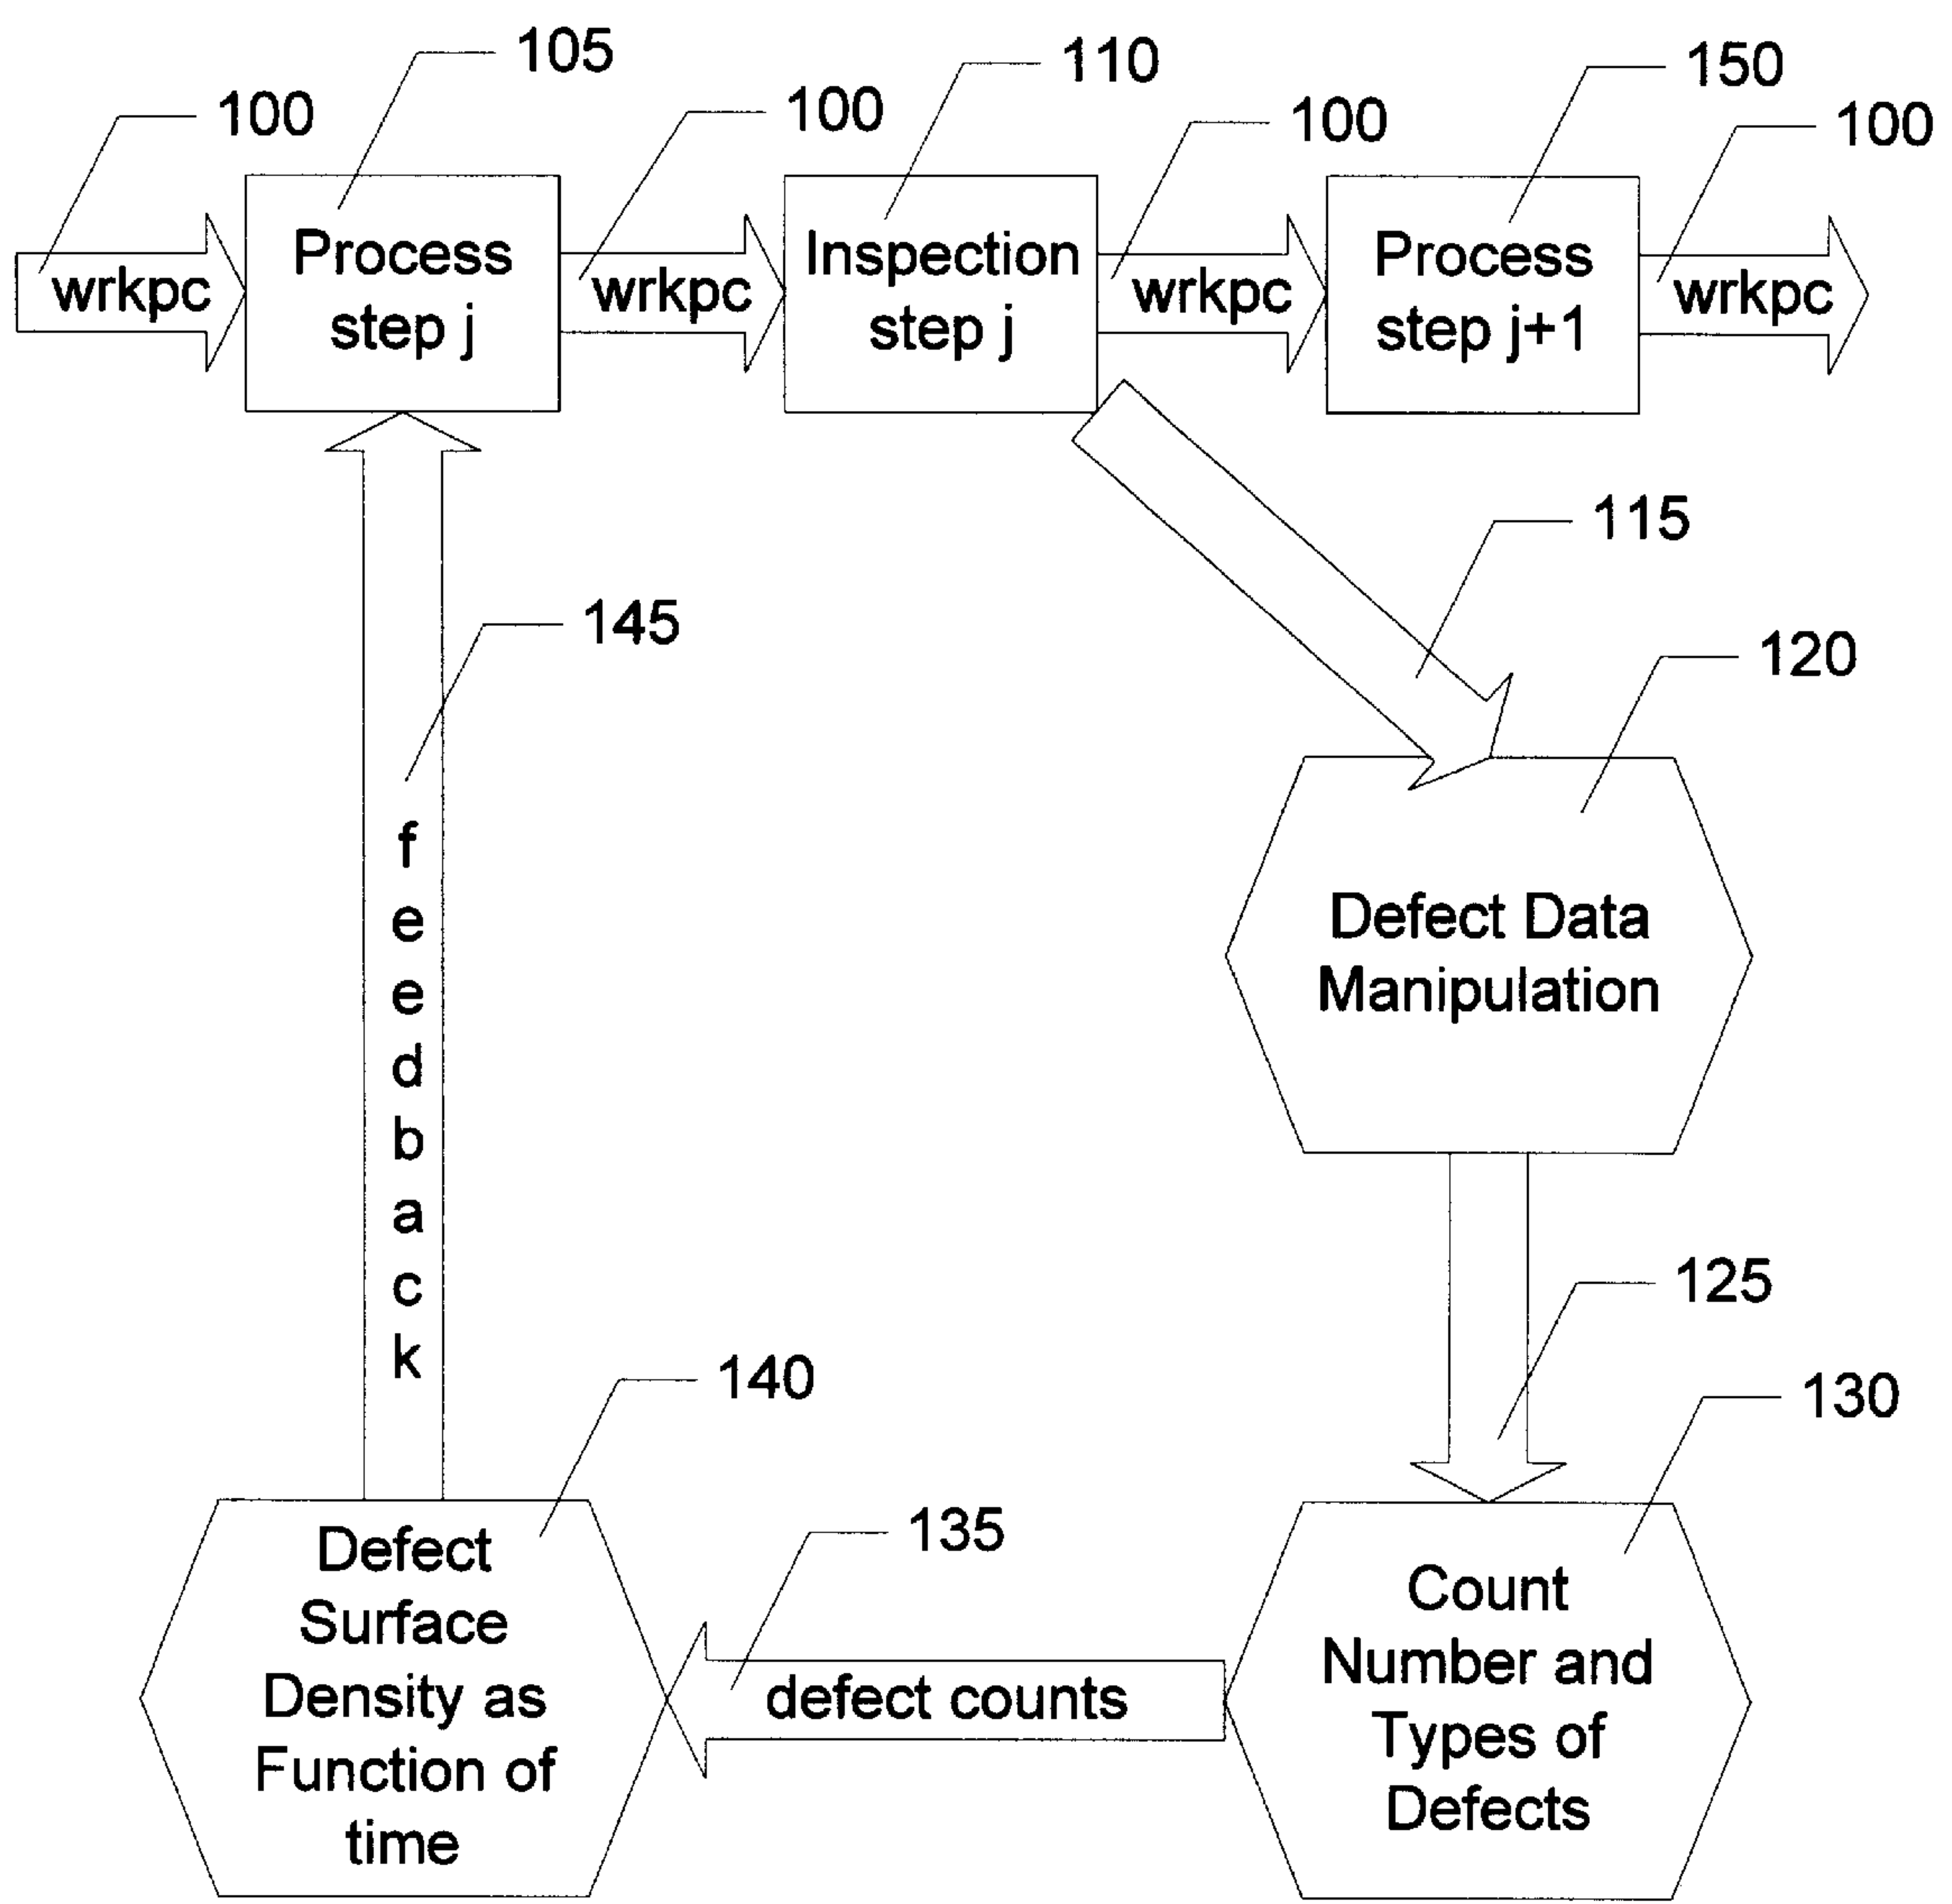 105
110
150
100
100
100
100
Process
step j
Inspection
step j
Process
step j+1
wrkpc
wrkpc
wrkpc
wrkpc
115
145
120
feedback
Defect Data
Manipulation
125
140
130
135
Defect
Surface
Density as
Function of
time
defect counts
Count
Number and
Types of
Defects